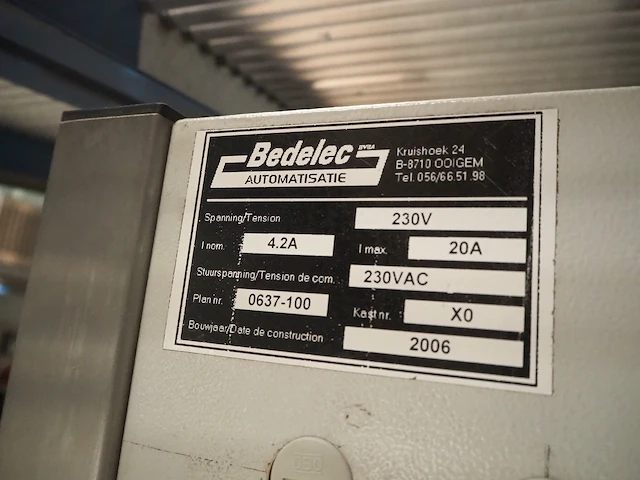 Bedelec BVBA
AUTOMATISATIE
Kruishoek 24
B-8710 OOIGEM
Tel. 056/66.51.98
Spanning/Tension 230V
I nom. 4.2A I max. 20A
Stuurspanning/Tension de com. 230VAC
Plan nr. 0637-100 Kast nr. X0
Bouwjaar/Date de construction 2006